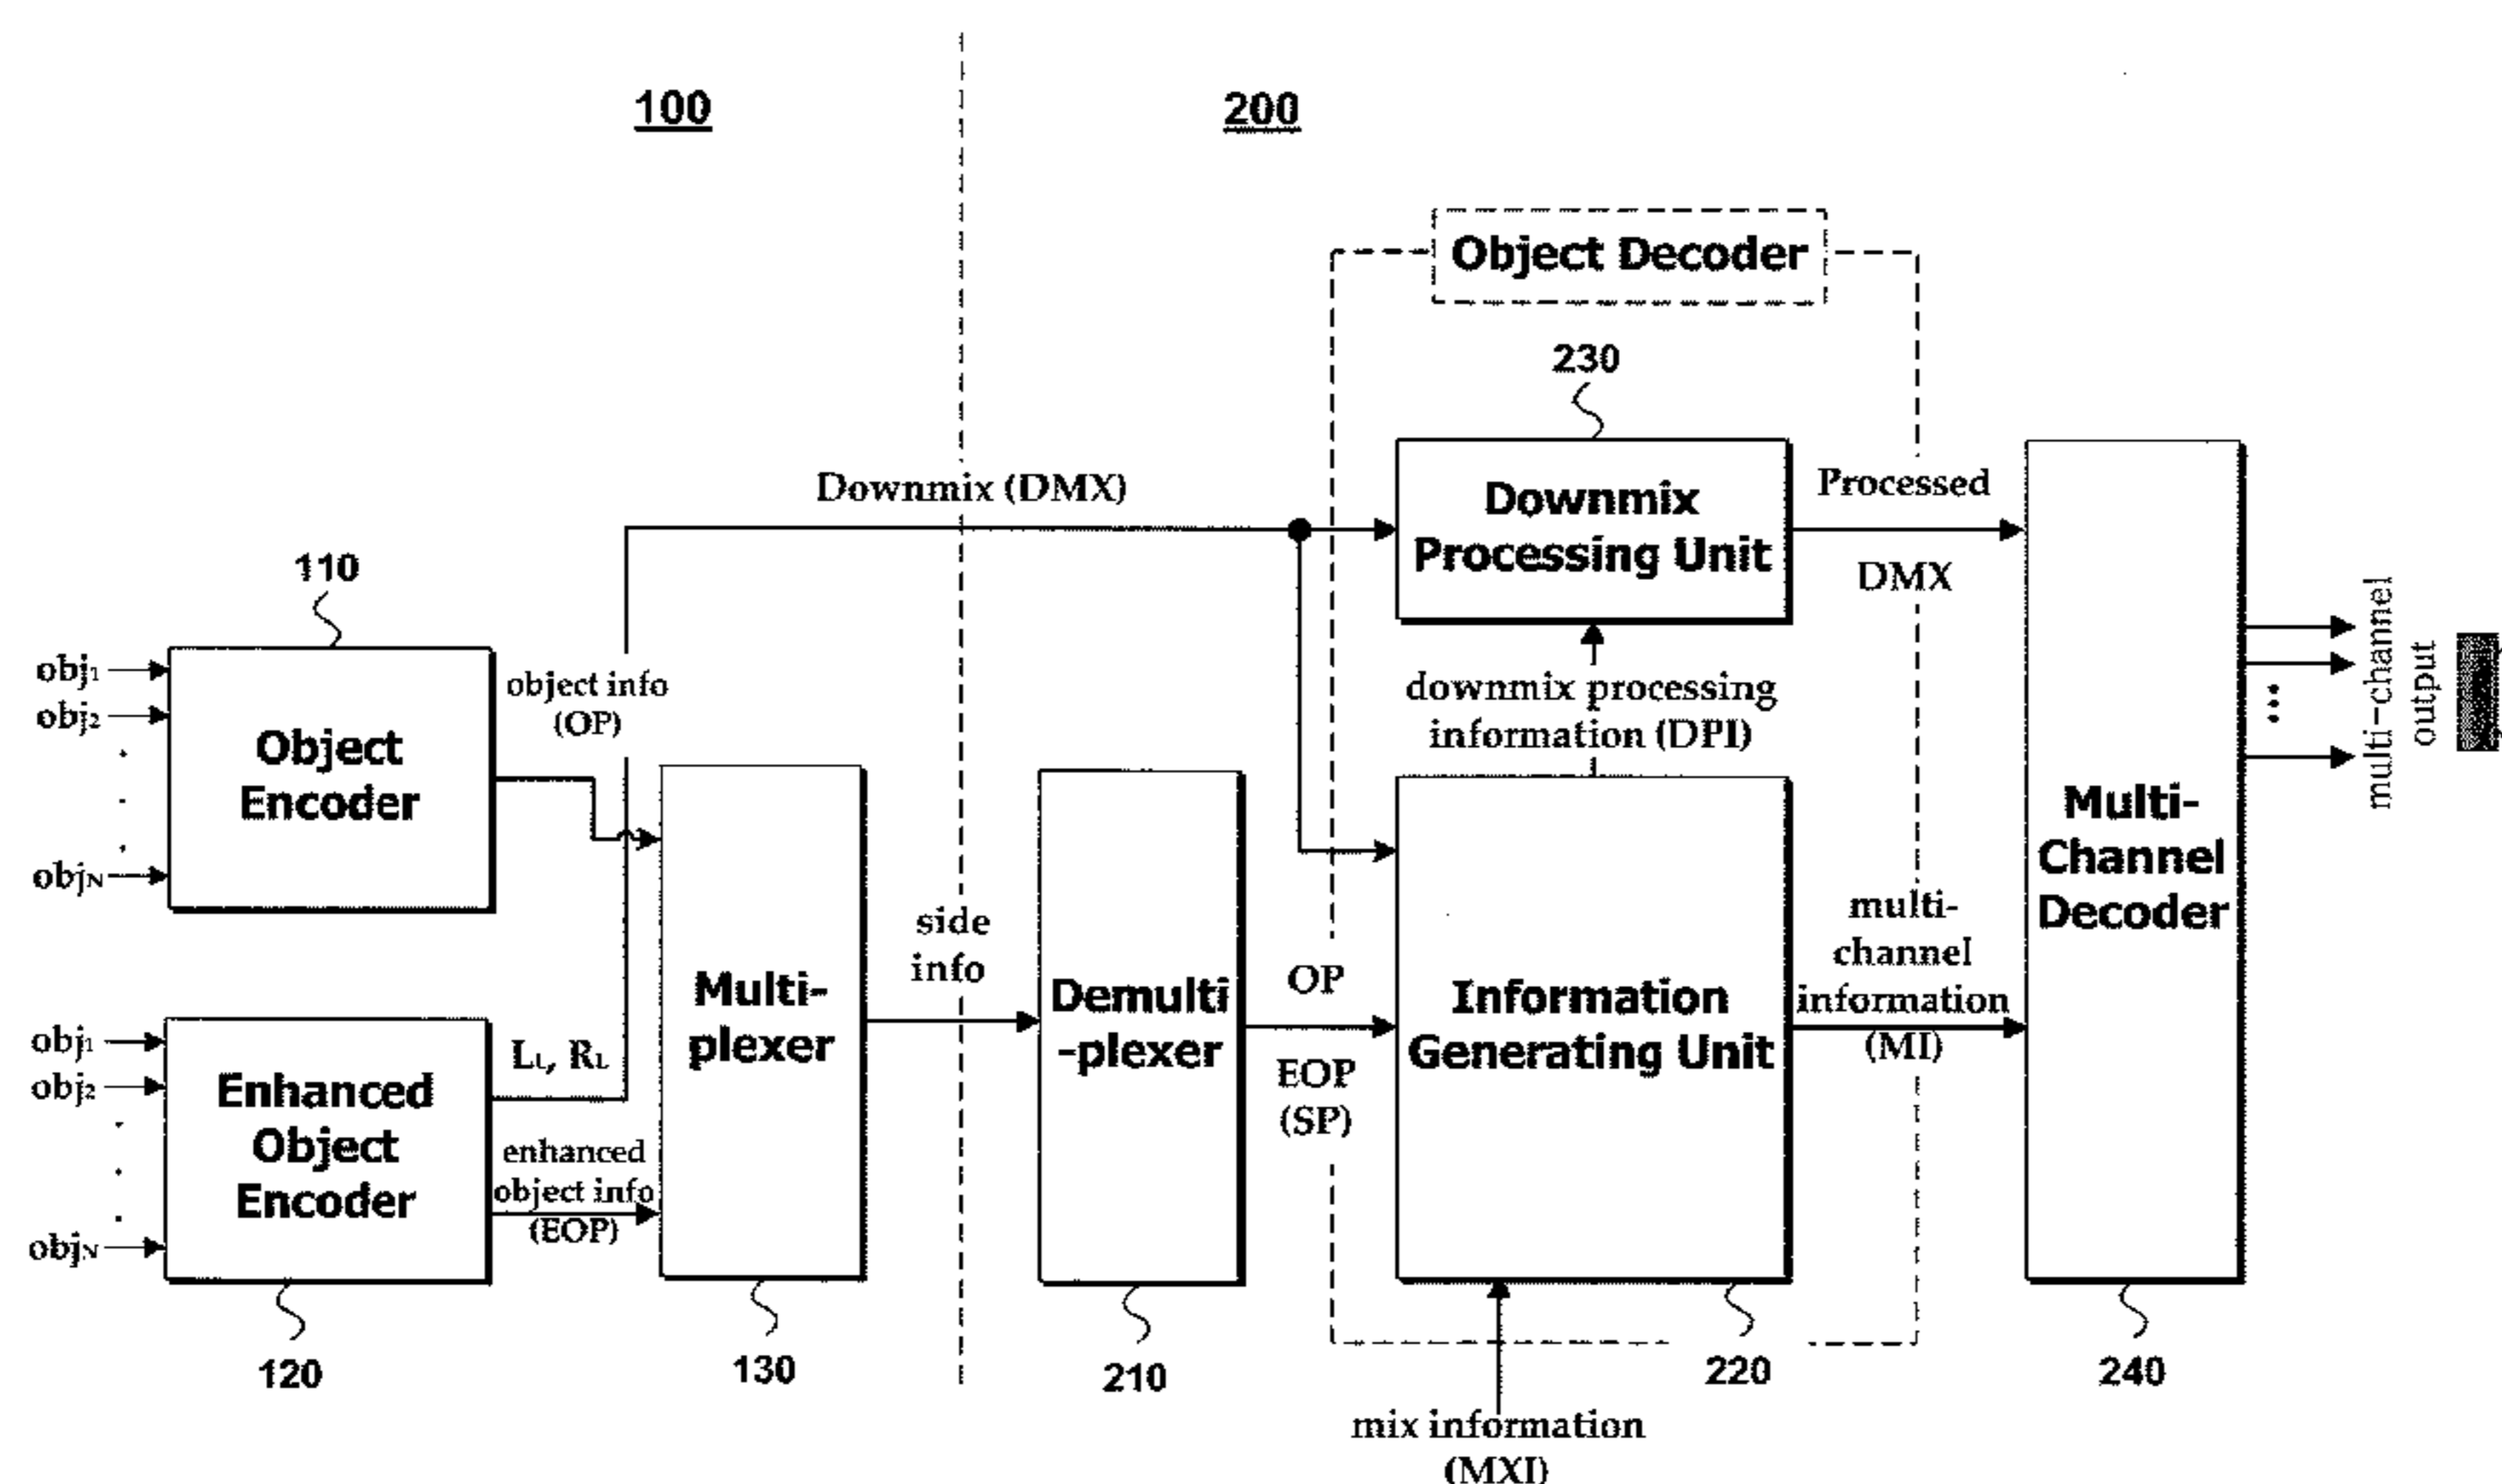 100
200
Object Decoder
230
Downmix (DMX)
Downmix
Processing Unit
Processed
DMX
110
obj1
obj2
objN
Object
Encoder
object info
(OP)
downmix processing
information (DPI)
multi-channel
output
Multi-
Channel
Decoder
side
info
multi-
channel
information
(MI)
Multi-
plexer
Demulti
-plexer
OP
EOP
(SP)
Information
Generating Unit
obj1
obj2
objN
Enhanced
Object
Encoder
LL, RL
enhanced
object info
(EOP)
120
130
210
220
240
mix information
(MXI)